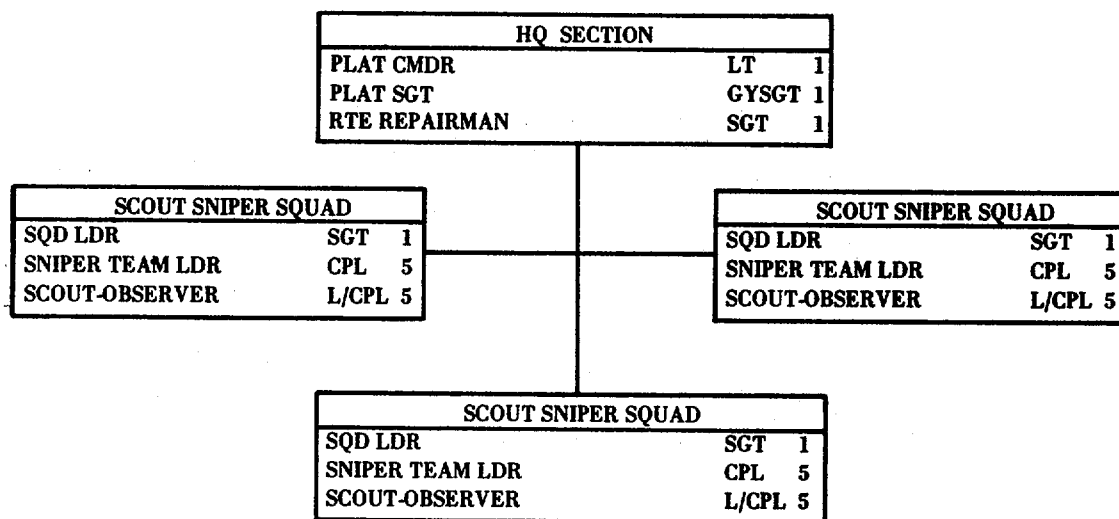 HQ SECTION
PLAT CMDR LT 1
PLAT SGT GYSGT 1
RTE REPAIRMAN SGT 1
SCOUT SNIPER SQUAD
SQD LDR SGT 1
SNIPER TEAM LDR CPL 5
SCOUT-OBSERVER L/CPL 5
SCOUT SNIPER SQUAD
SQD LDR SGT 1
SNIPER TEAM LDR CPL 5
SCOUT-OBSERVER L/CPL 5
SCOUT SNIPER SQUAD
SQD LDR SGT 1
SNIPER TEAM LDR CPL 5
SCOUT-OBSERVER L/CPL 5